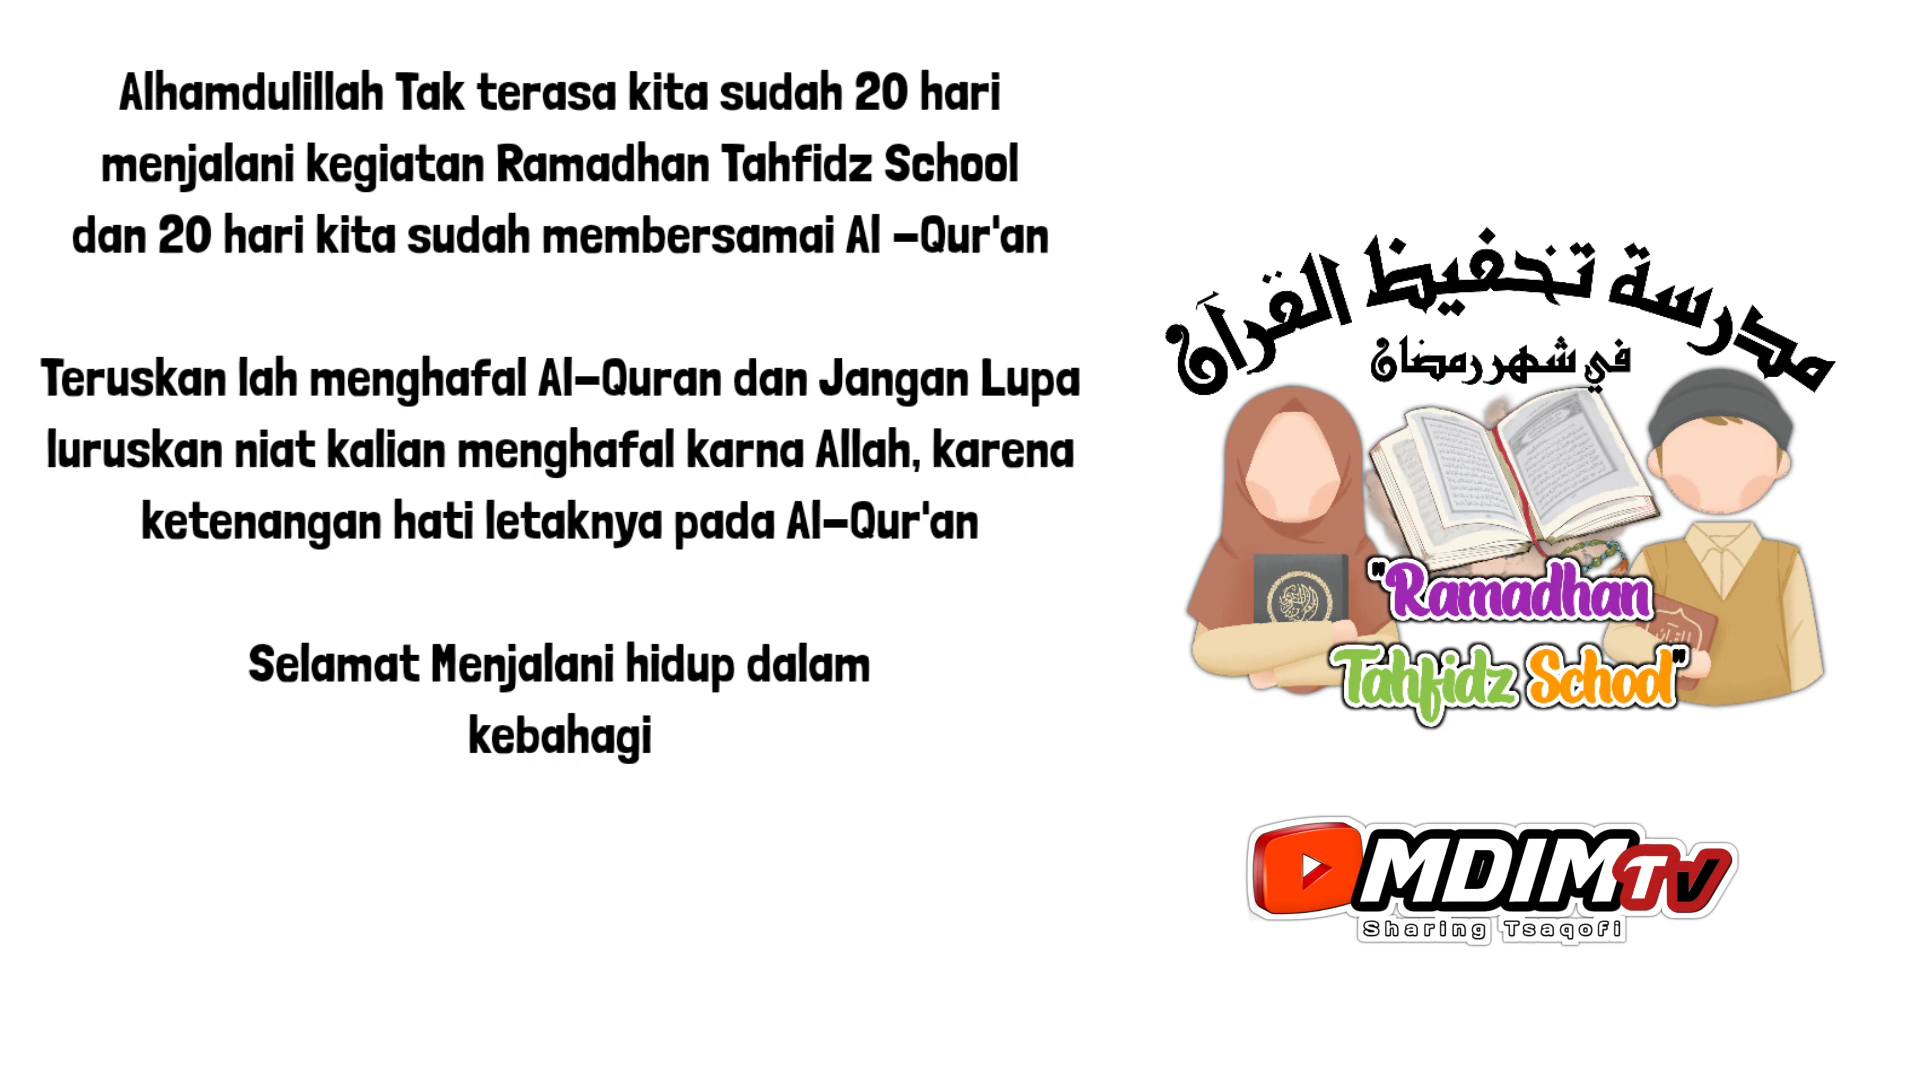 Alhamdulillah Tak terasa kita sudah 20 hari
menjalani kegiatan Ramadhan Tahfidz School
dan 20 hari kita sudah membersamai Al -Qur'an
Teruskan lah menghafal Al-Quran dan Jangan Lupa
luruskan niat kalian menghafal karna Allah, karena
ketenangan hati letaknya pada Al-Qur'an
Selamat Menjalani hidup dalam
kebahagi
مدرسة تحفيظ القرآن
في شهر رمضان
"Ramadhan
Tahfidz School"
MDIMTV
Sharing Tsaqofi